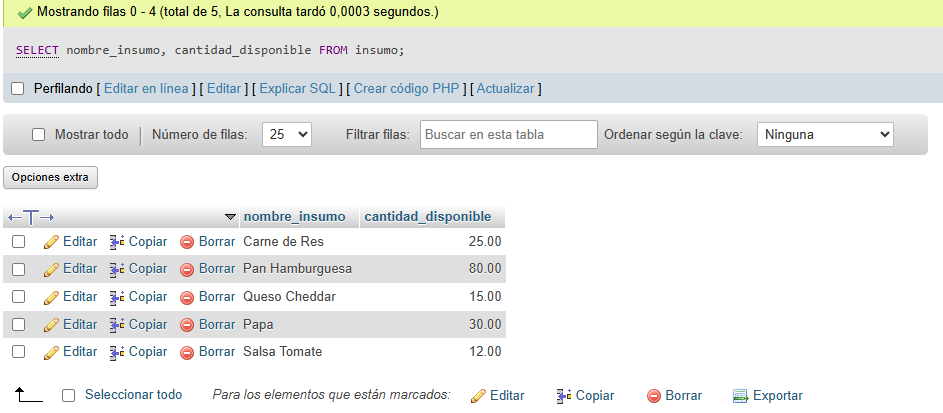 Mostrando filas 0 - 4 (total de 5, La consulta tardó 0,0003 segundos.)
SELECT nombre_insumo, cantidad_disponible FROM insumo;
Perfilando [ Editar en línea ] [ Editar ] [ Explicar SQL ] [ Crear código PHP ] [ Actualizar ]
Mostrar todo Número de filas: 25 Filtrar filas: Buscar en esta tabla Ordenar según la clave: Ninguna
Opciones extra
←T→ nombre_insumo cantidad_disponible
Editar Copiar Borrar Carne de Res 25.00
Editar Copiar Borrar Pan Hamburguesa 80.00
Editar Copiar Borrar Queso Cheddar 15.00
Editar Copiar Borrar Papa 30.00
Editar Copiar Borrar Salsa Tomate 12.00
Seleccionar todo Para los elementos que están marcados: Editar Copiar Borrar Exportar